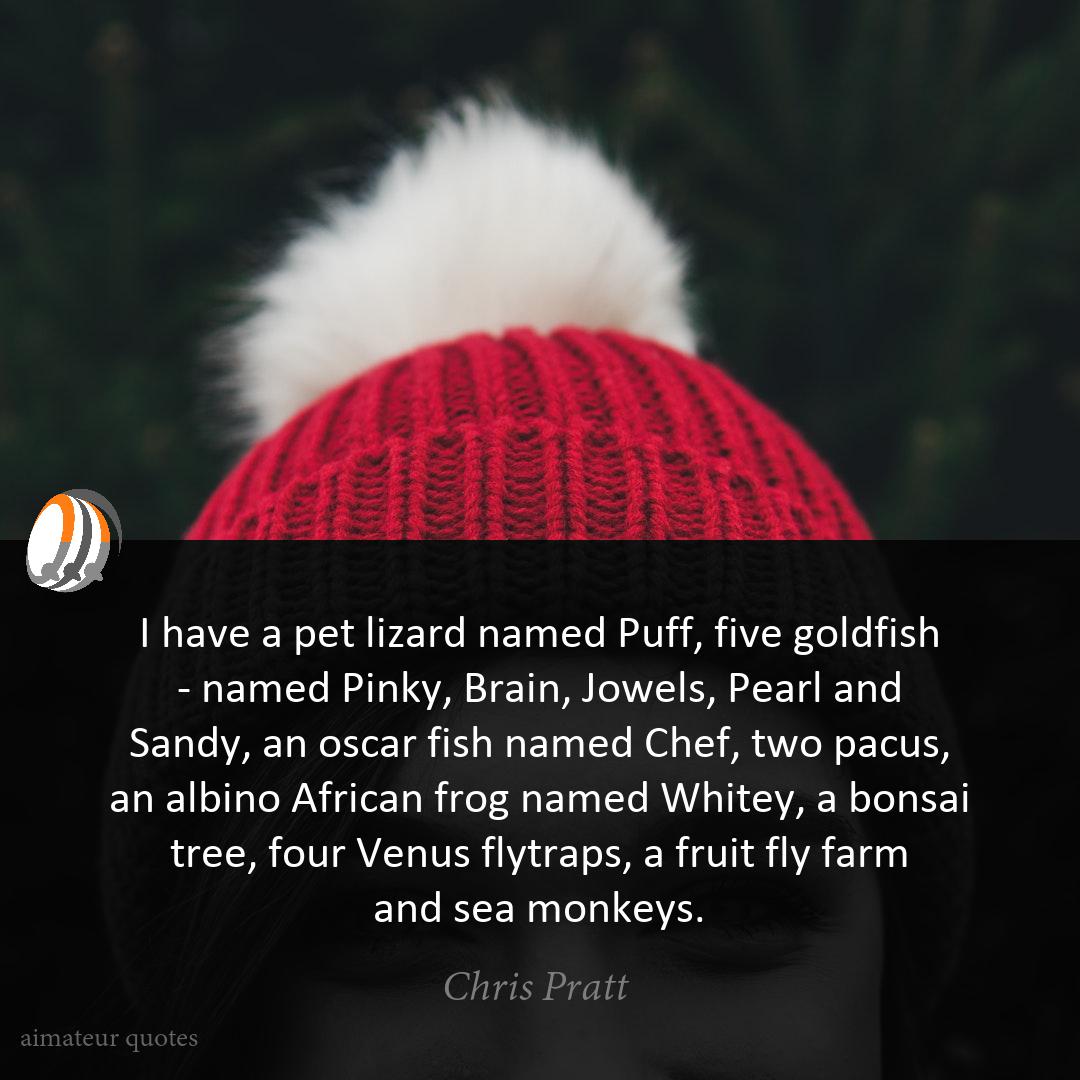 I have a pet lizard named Puff, five goldfish
- named Pinky, Brain, Jowels, Pearl and
Sandy, an oscar fish named Chef, two pacus,
an albino African frog named Whitey, a bonsai
tree, four Venus flytraps, a fruit fly farm
and sea monkeys.
Chris Pratt
aimateur quotes